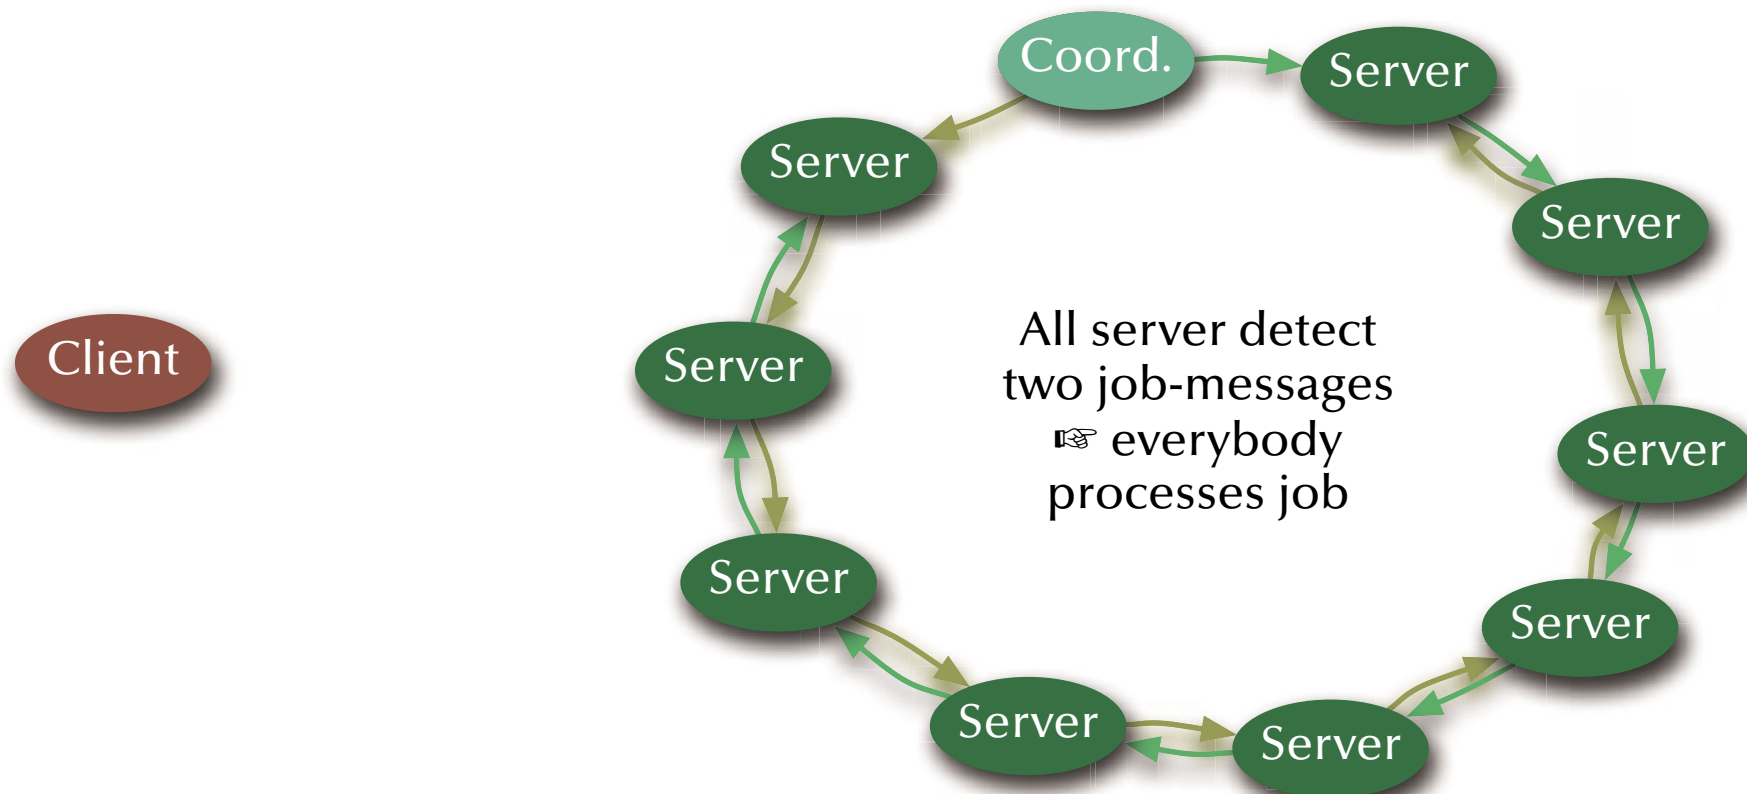 Coord.
Server
Server
Server
Server
Client
All server detect
two job-messages
☞ everybody
processes job
Server
Server
Server
Server
Server